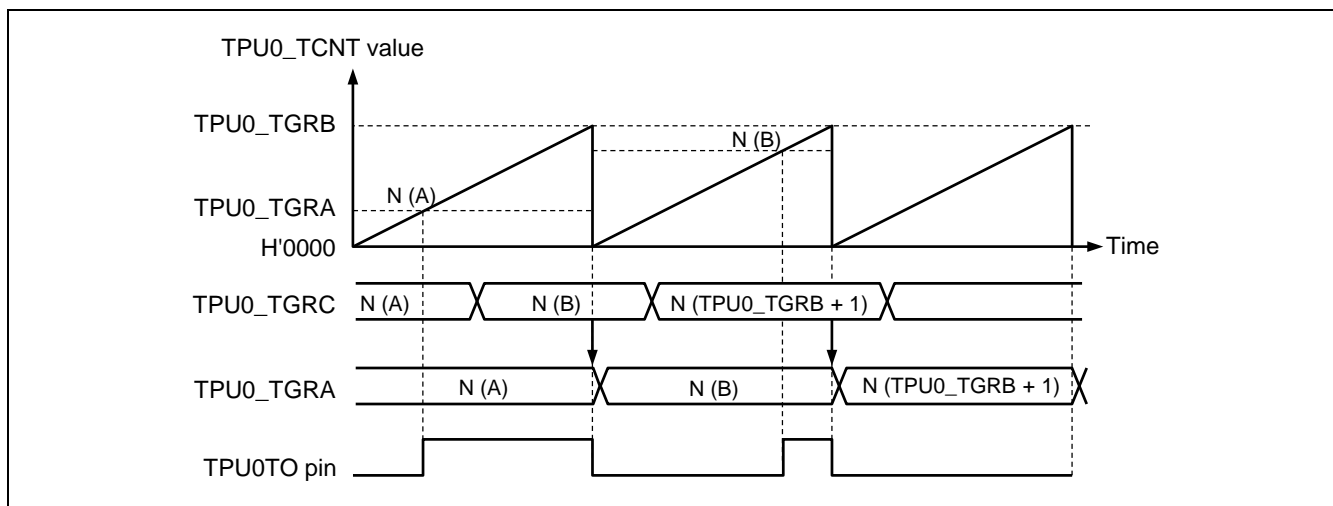 TPU0_TCNT value
TPU0_TGRB
N (B)
N (A)
TPU0_TGRA
H'0000
Time
TPU0_TGRC N (A) N (B) N (TPU0_TGRB + 1)
TPU0_TGRA N (A) N (B) N (TPU0_TGRB + 1)
TPU0TO pin